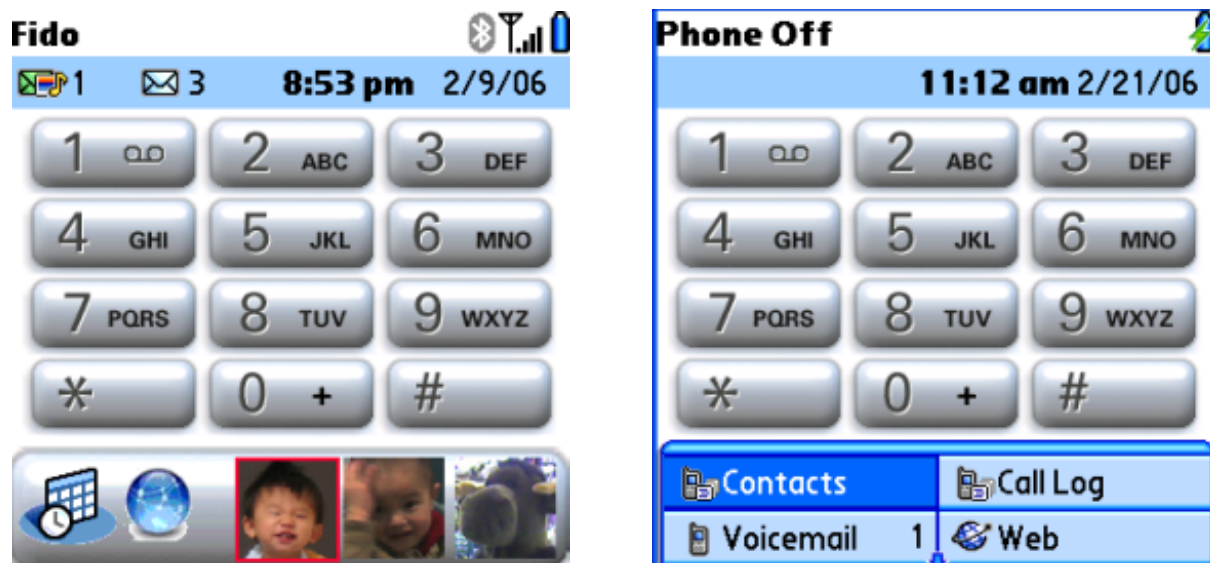 Fido
1 3 8:53 pm 2/9/06
1 2 ABC 3 DEF
4 GHI 5 JKL 6 MNO
7 PQRS 8 TUV 9 WXYZ
* 0 + #
Phone Off
11:12 am 2/21/06
1 2 ABC 3 DEF
4 GHI 5 JKL 6 MNO
7 PQRS 8 TUV 9 WXYZ
* 0 + #
Contacts Call Log
Voicemail 1 Web